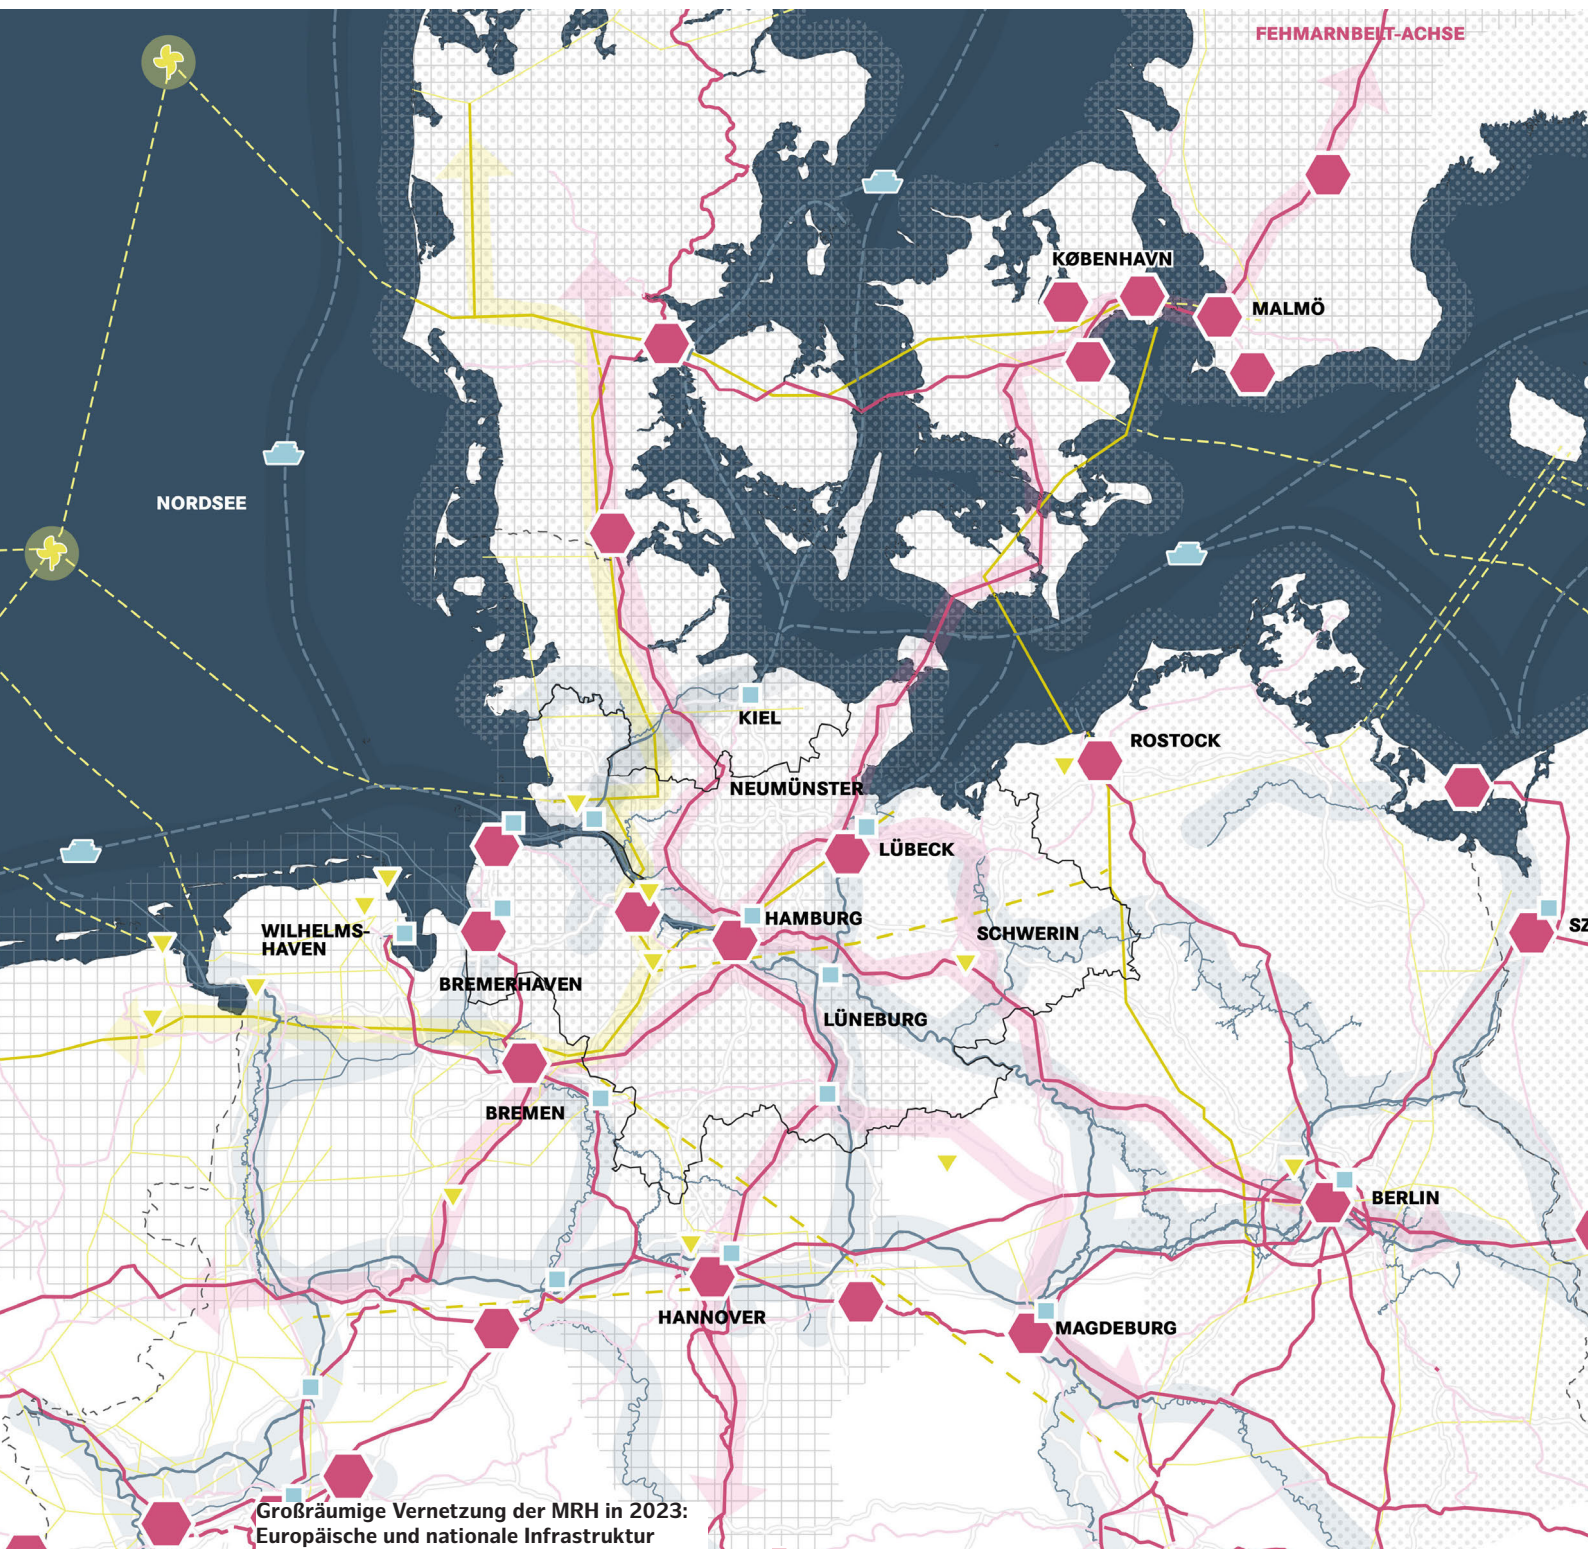 FEHMARNBELT-ACHSE
KØBENHAVN
MALMÖ
NORDSEE
KIEL
ROSTOCK
NEUMÜNSTER
LÜBECK
HAMBURG
WILHELMS-
HAVEN
SCHWERIN
SZ
BREMERHAVEN
LÜNEBURG
BREMEN
BERLIN
HANNOVER
MAGDEBURG
Großräumige Vernetzung der MRH in 2023:
Europäische und nationale Infrastruktur